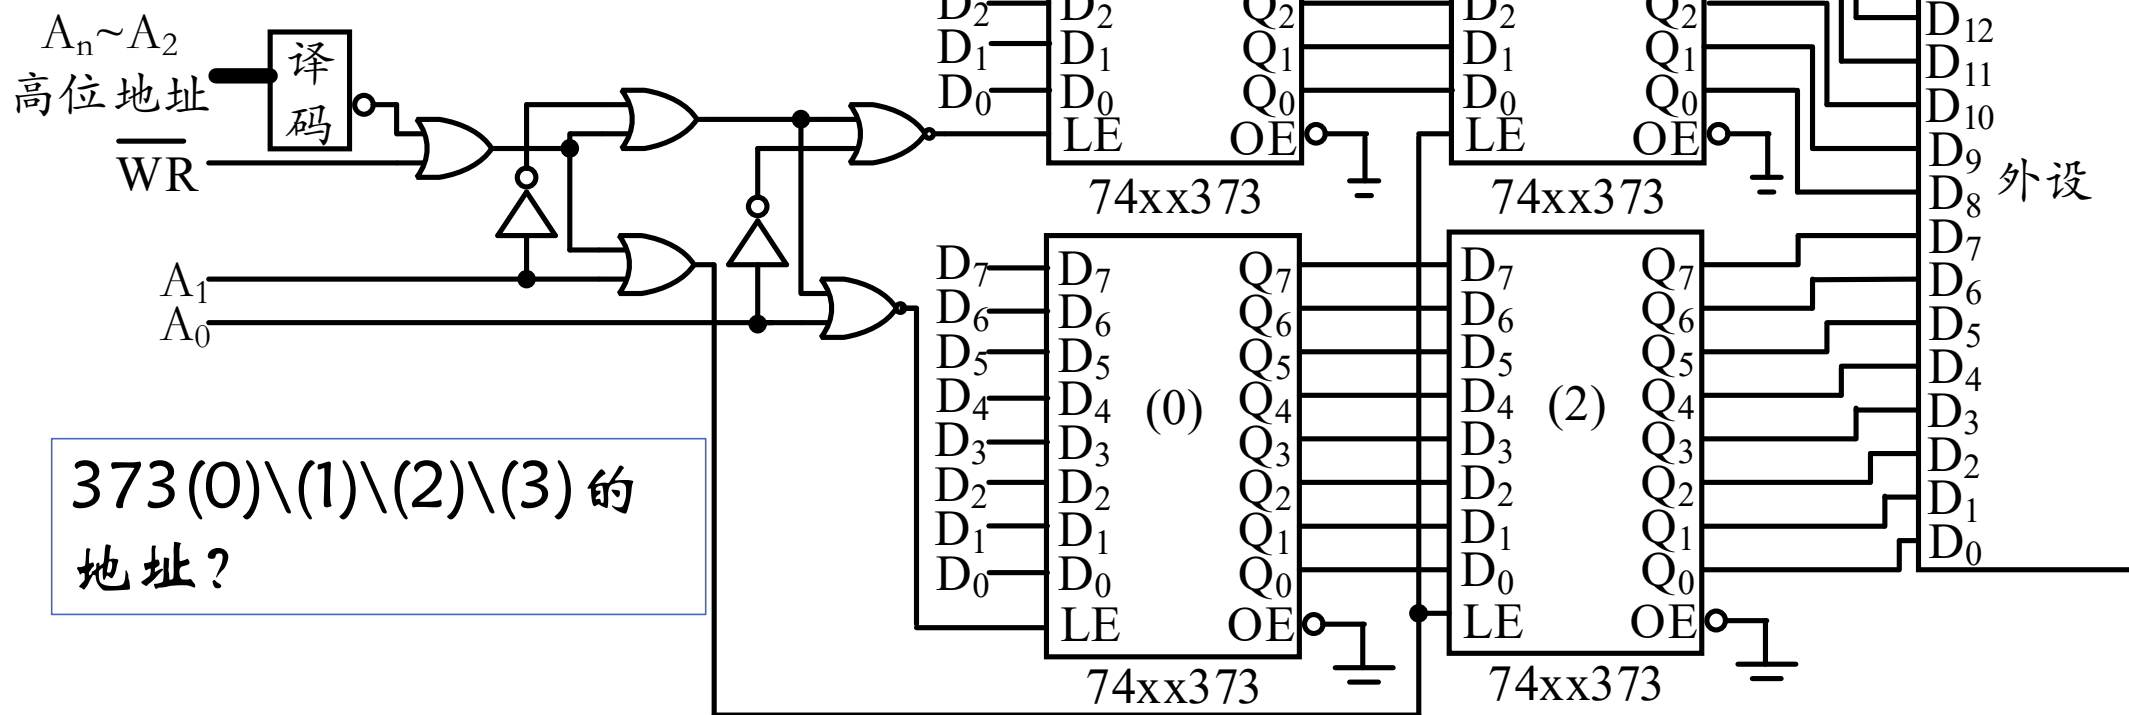 Aₙ~A₂
高位地址
译
码
WR
A₁
A₀
373(0)\(1)\(2)\(3)的
地址?
D₂ D₂ Q₂ D₂ Q₂
D₁ D₁ Q₁ D₁ Q₁
D₀ D₀ Q₀ D₀ Q₀
LE OE LE OE
74xx373 74xx373
D₇ D₇ Q₇ D₇ Q₇
D₆ D₆ Q₆ D₆ Q₆
D₅ D₅ Q₅ D₅ Q₅
D₄ D₄ (0) Q₄ D₄ (2) Q₄
D₃ D₃ Q₃ D₃ Q₃
D₂ D₂ Q₂ D₂ Q₂
D₁ D₁ Q₁ D₁ Q₁
D₀ D₀ Q₀ D₀ Q₀
LE OE LE OE
74xx373 74xx373
D₁₂
D₁₁
D₁₀
D₉
外设
D₈
D₇
D₆
D₅
D₄
D₃
D₂
D₁
D₀